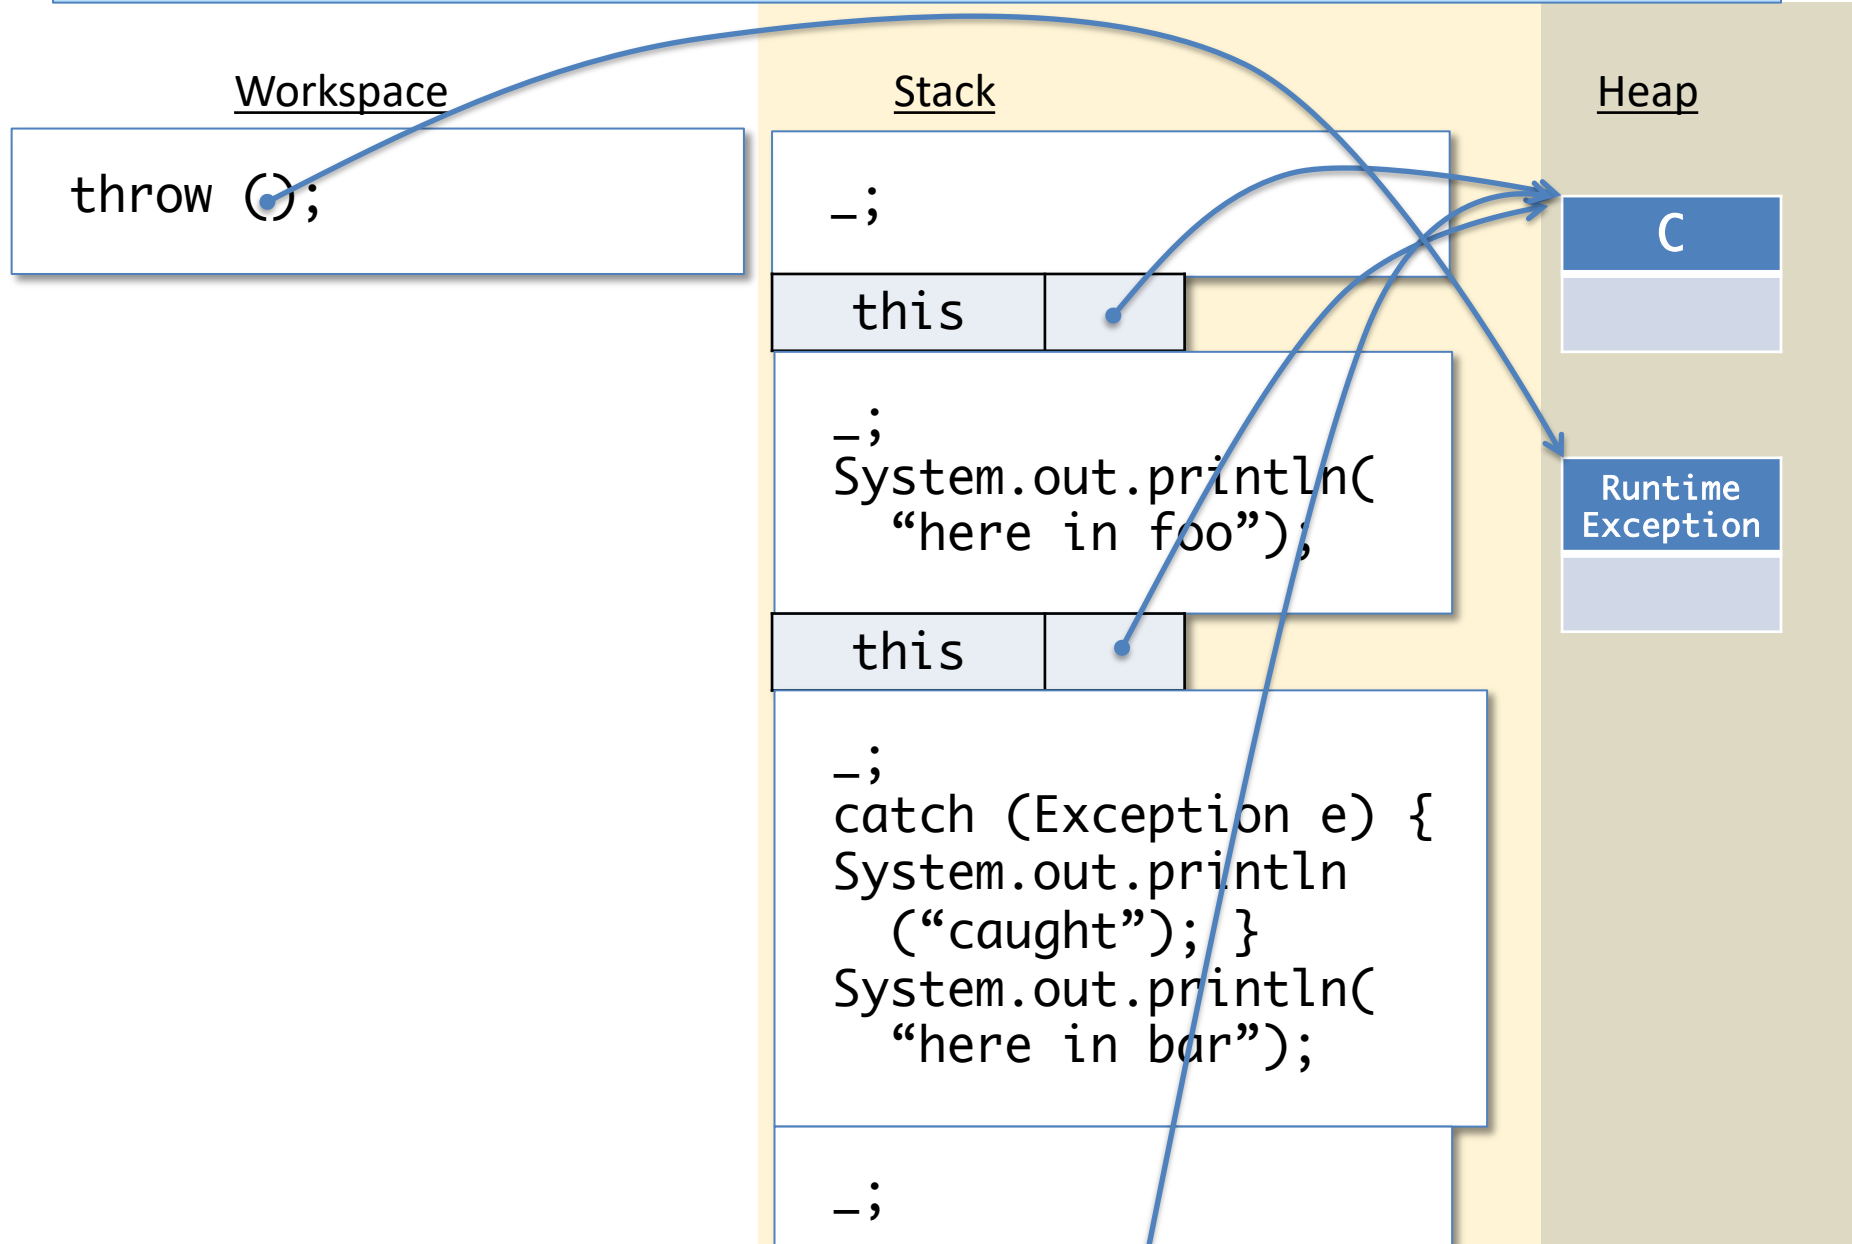 Workspace
Stack
Heap
throw ();
_;
this
_;
System.out.println(
“here in foo”);
this
_;
catch (Exception e) {
System.out.println
(“caught”); }
System.out.println(
“here in bar”);
_;
C
Runtime
Exception